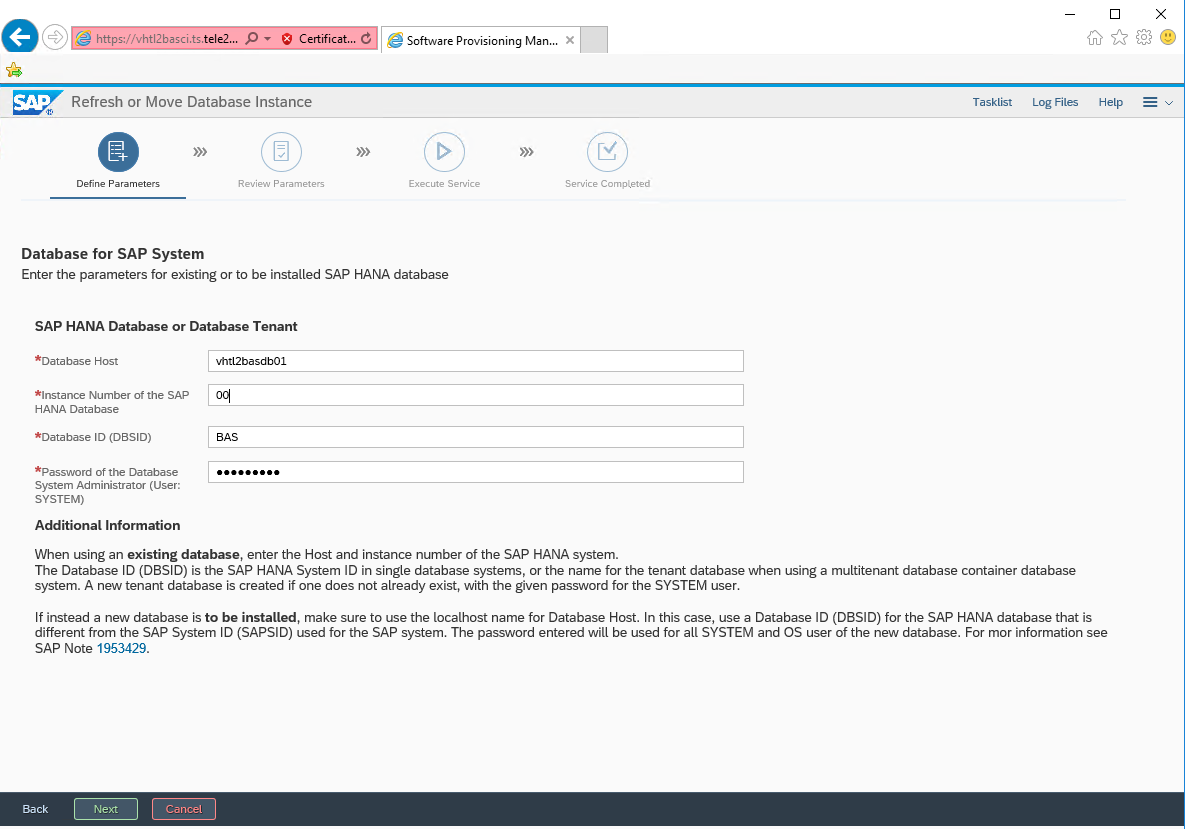 https://vhtl2basci.ts.tele2... Certificat... Software Provisioning Man...
SAP Refresh or Move Database Instance Tasklist Log Files Help
Define Parameters Review Parameters Execute Service Service Completed
Database for SAP System
Enter the parameters for existing or to be installed SAP HANA database
SAP HANA Database or Database Tenant
*Database Host vhtl2basdb01
*Instance Number of the SAP 00
HANA Database
*Database ID (DBSID) BAS
*Password of the Database ●●●●●●●●●
System Administrator (User:
SYSTEM)
Additional Information
When using an existing database, enter the Host and instance number of the SAP HANA system.
The Database ID (DBSID) is the SAP HANA System ID in single database systems, or the name for the tenant database when using a multitenant database container database
system. A new tenant database is created if one does not already exist, with the given password for the SYSTEM user.
If instead a new database is to be installed, make sure to use the localhost name for Database Host. In this case, use a Database ID (DBSID) for the SAP HANA database that is
different from the SAP System ID (SAPSID) used for the SAP system. The password entered will be used for all SYSTEM and OS user of the new database. For mor information see
SAP Note 1953429.
Back Next Cancel